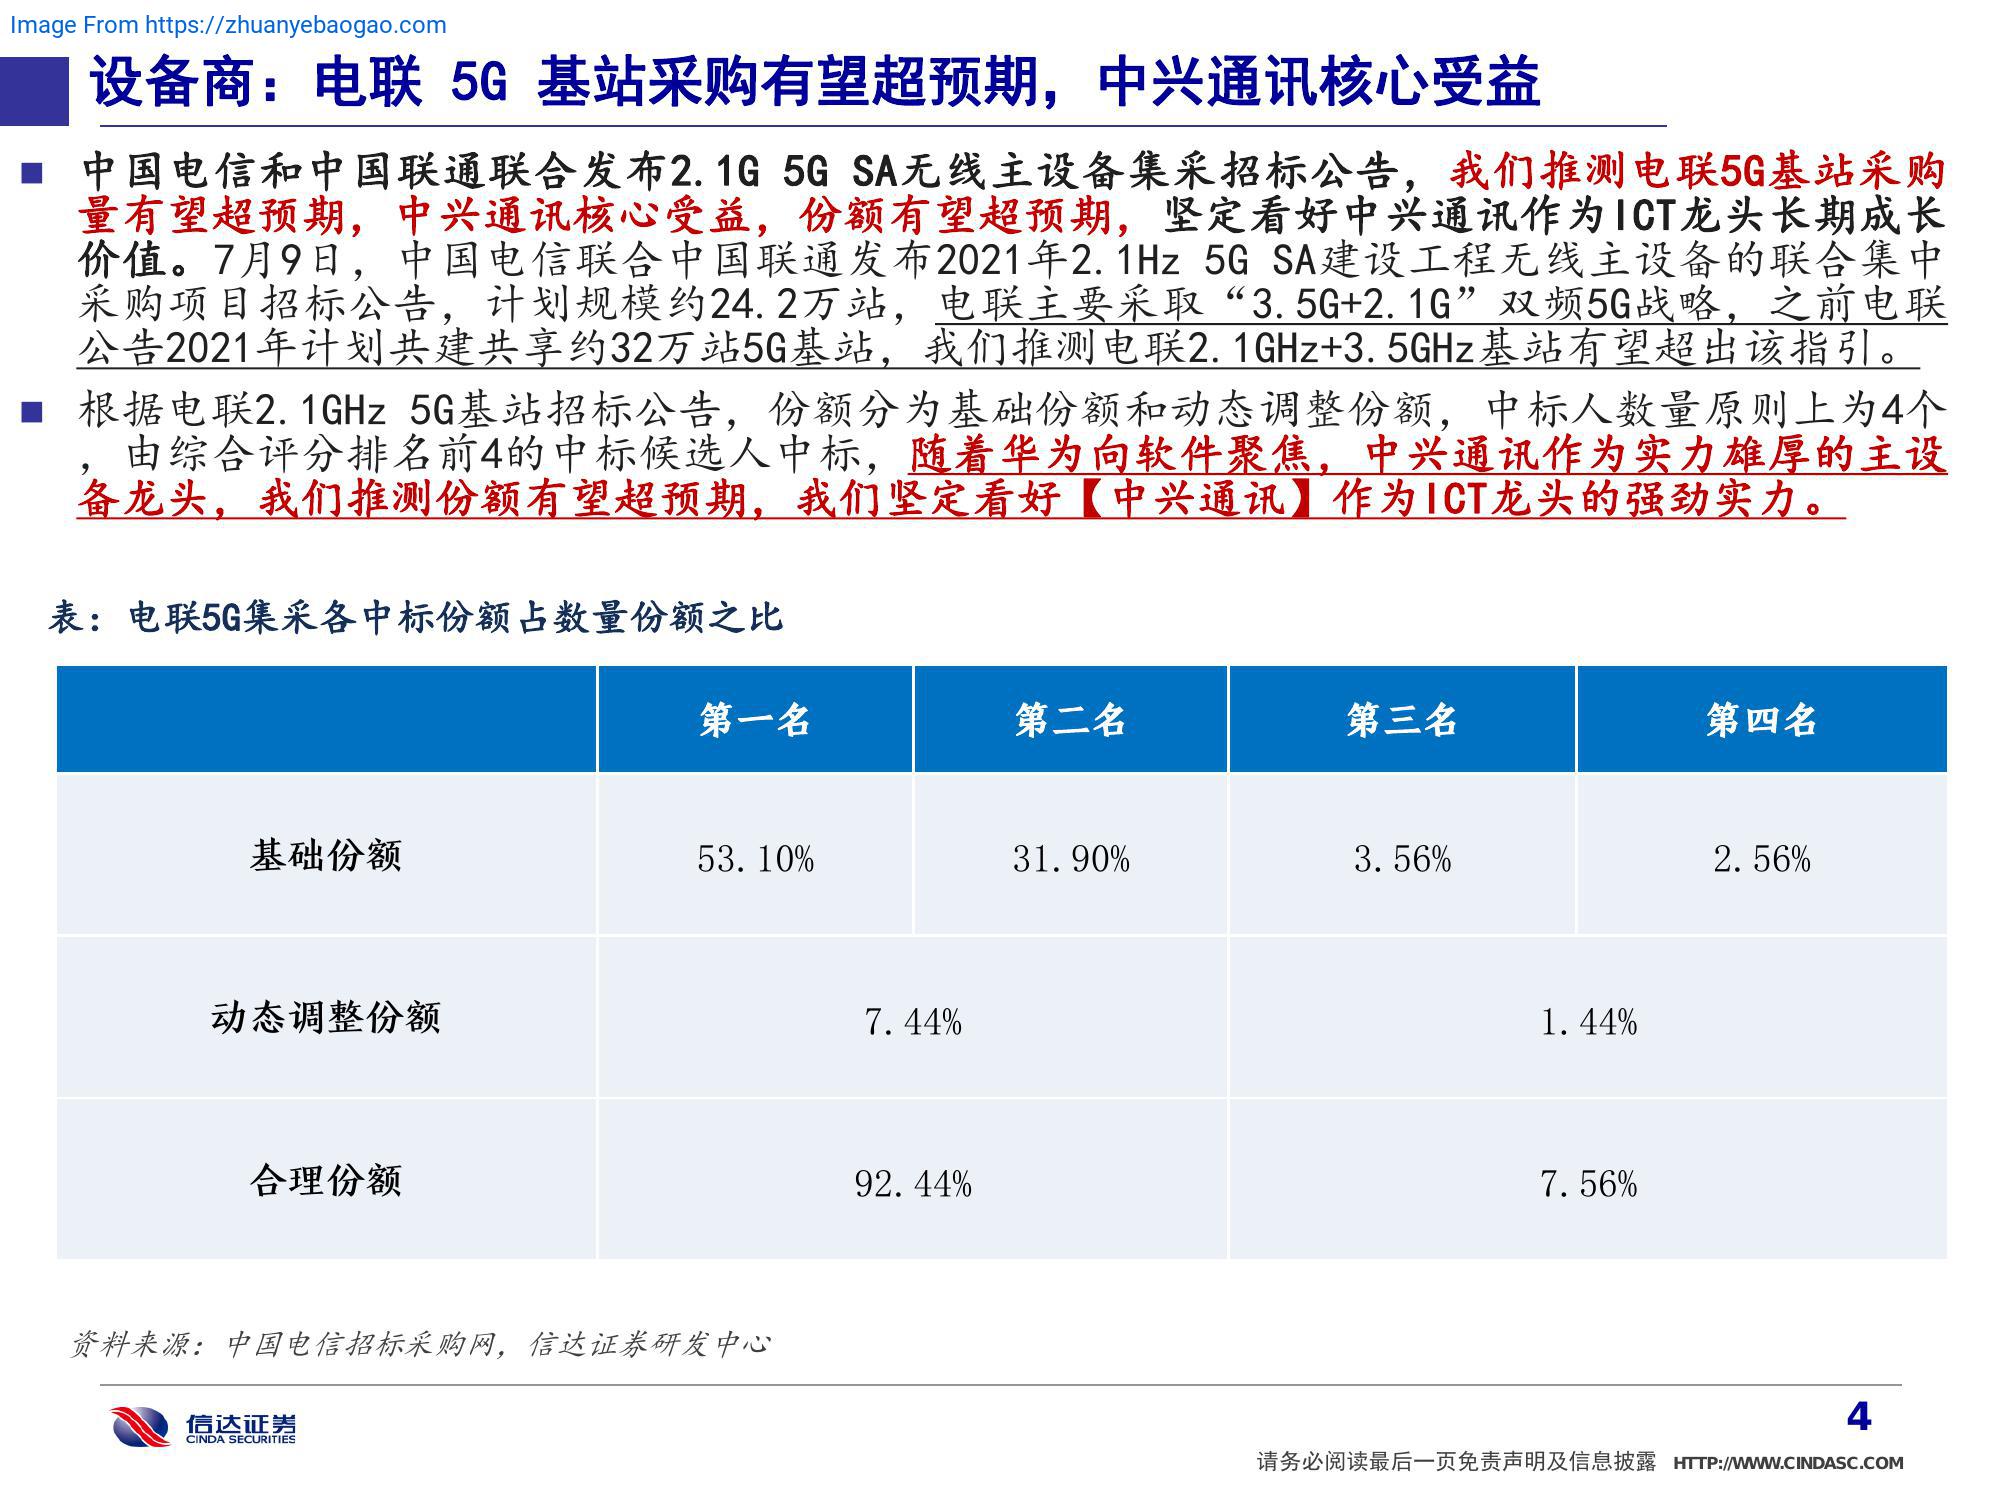 Image From https://zhuanyebaogao.com
设备商：电联 5G 基站采购有望超预期，中兴通讯核心受益
■ 中国电信和中国联通联合发布2.1G 5G SA无线主设备集采招标公告，我们推测电联5G基站采购
量有望超预期，中兴通讯核心受益，份额有望超预期，坚定看好中兴通讯作为ICT龙头长期成长
价值。7月9日，中国电信联合中国联通发布2021年2.1Hz 5G SA建设工程无线主设备的联合集中
采购项目招标公告，计划规模约24.2万站，电联主要采取“3.5G+2.1G”双频5G战略，之前电联
公告2021年计划共建共享约32万站5G基站，我们推测电联2.1GHz+3.5GHz基站有望超出该指引。
■ 根据电联2.1GHz 5G基站招标公告，份额分为基础份额和动态调整份额，中标人数量原则上为4个
，由综合评分排名前4的中标候选人中标，随着华为向软件聚焦，中兴通讯作为实力雄厚的主设
备龙头，我们推测份额有望超预期，我们坚定看好【中兴通讯】作为ICT龙头的强劲实力。
表：电联5G集采各中标份额占数量份额之比
第一名 第二名 第三名 第四名
基础份额 53.10% 31.90% 3.56% 2.56%
动态调整份额 7.44% 1.44%
合理份额 92.44% 7.56%
资料来源：中国电信招标采购网，信达证券研发中心
信达证券
CINDA SECURITIES
4
请务必阅读最后一页免责声明及信息披露 HTTP://WWW.CINDASC.COM